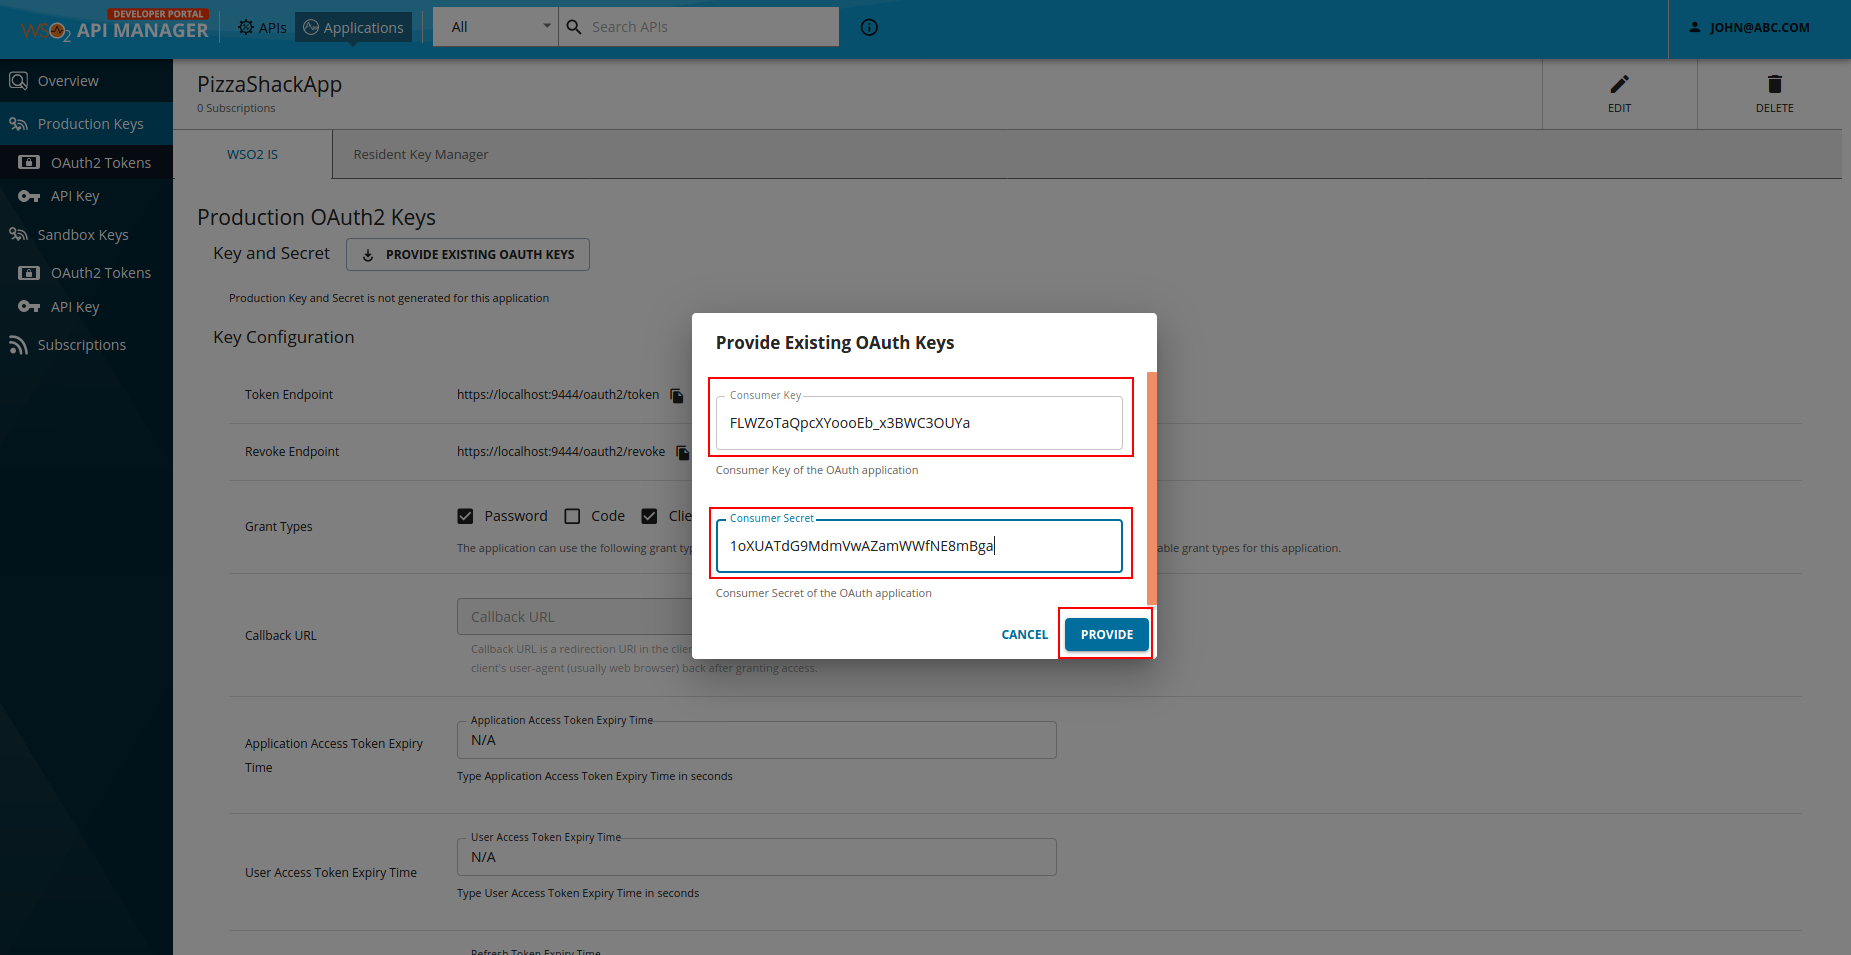 DEVELOPER PORTAL
WSO2 API MANAGER
APIs
Applications
All
Search APIs
JOHN@ABC.COM
Overview
Production Keys
OAuth2 Tokens
API Key
Sandbox Keys
OAuth2 Tokens
API Key
Subscriptions
PizzaShackApp
0 Subscriptions
EDIT
DELETE
WSO2 IS
Resident Key Manager
Production OAuth2 Keys
Key and Secret
PROVIDE EXISTING OAUTH KEYS
Production Key and Secret is not generated for this application
Key Configuration
Token Endpoint
https://localhost:9444/oauth2/token
Revoke Endpoint
https://localhost:9444/oauth2/revoke
Grant Types
Password
Code
Clie
The application can use the following grant ty
able grant types for this application.
Callback URL
Callback URL
Callback URL is a redirection URI in the clie
client's user-agent (usually web browser) back after granting access.
Application Access Token Expiry
Time
Application Access Token Expiry Time
N/A
Type Application Access Token Expiry Time in seconds
User Access Token Expiry Time
User Access Token Expiry Time
N/A
Type User Access Token Expiry Time in seconds
Refresh Token Expiry Time
Provide Existing OAuth Keys
Consumer Key
FLWZoTaQpcXYoooEb_x3BWC3OUYa
Consumer Key of the OAuth application
Consumer Secret
1oXUATdG9MdmVwAZamWWfNE8mBga
Consumer Secret of the OAuth application
CANCEL
PROVIDE